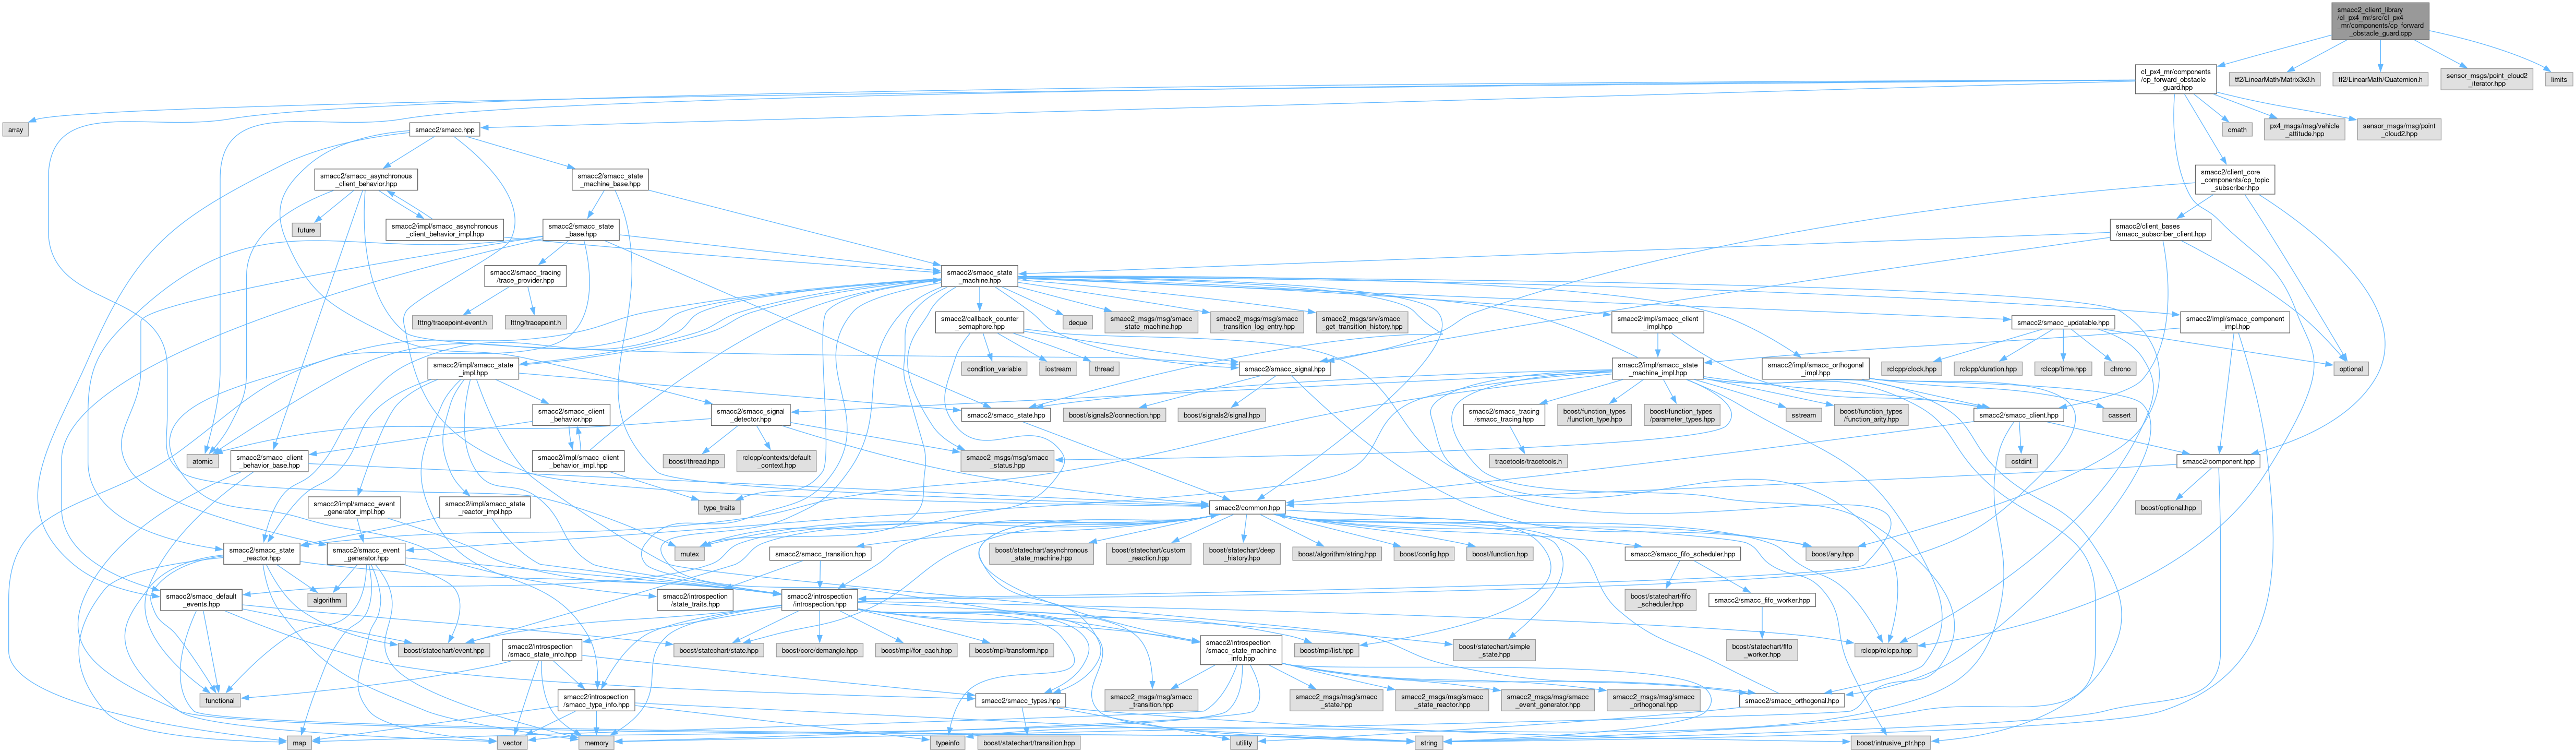 smacc2_client_library
/cl_px4_mr/src/cl_px4
_mr/components/cp_forward
_obstacle_guard.cpp
cl_px4_mr/components
/cp_forward_obstacle
_guard.hpp
tf2/LinearMath/Matrix3x3.h
tf2/LinearMath/Quaternion.h
sensor_msgs/point_cloud2
_iterator.hpp
limits
array
smacc2/smacc.hpp
cmath
px4_msgs/msg/vehicle
_attitude.hpp
sensor_msgs/msg/point
_cloud2.hpp
smacc2/smacc_asynchronous
_client_behavior.hpp
smacc2/smacc_state
_machine_base.hpp
smacc2/client_core
_components/cp_topic
_subscriber.hpp
future
smacc2/impl/smacc_asynchronous
_client_behavior_impl.hpp
smacc2/smacc_state
_base.hpp
smacc2/client_bases
/smacc_subscriber_client.hpp
smacc2/smacc_tracing
/trace_provider.hpp
smacc2/smacc_state
_machine.hpp
lttng/tracepoint-event.h
lttng/tracepoint.h
smacc2/callback_counter
_semaphore.hpp
deque
smacc2_msgs/msg/smacc
_state_machine.hpp
smacc2_msgs/msg/smacc
_transition_log_entry.hpp
smacc2_msgs/srv/smacc
_get_transition_history.hpp
smacc2/impl/smacc_client
_impl.hpp
smacc2/smacc_updatable.hpp
smacc2/impl/smacc_component
_impl.hpp
smacc2/impl/smacc_state
_impl.hpp
condition_variable
iostream
thread
smacc2/smacc_signal.hpp
smacc2/impl/smacc_state
_machine_impl.hpp
smacc2/impl/smacc_orthogonal
_impl.hpp
rclcpp/clock.hpp
rclcpp/duration.hpp
rclcpp/time.hpp
chrono
optional
smacc2/smacc_client
_behavior.hpp
smacc2/smacc_signal
_detector.hpp
smacc2/smacc_state.hpp
boost/signals2/connection.hpp
boost/signals2/signal.hpp
smacc2/smacc_tracing
/smacc_tracing.hpp
boost/function_types
/function_type.hpp
boost/function_types
/parameter_types.hpp
sstream
boost/function_types
/function_arity.hpp
smacc2/smacc_client.hpp
cassert
atomic
smacc2/smacc_client
_behavior_base.hpp
smacc2/impl/smacc_client
_behavior_impl.hpp
boost/thread.hpp
rclcpp/contexts/default
_context.hpp
smacc2_msgs/msg/smacc
_status.hpp
tracetools/tracetools.h
cstdint
smacc2/component.hpp
smacc2/impl/smacc_event
_generator_impl.hpp
smacc2/impl/smacc_state
_reactor_impl.hpp
type_traits
smacc2/common.hpp
boost/optional.hpp
smacc2/smacc_state
_reactor.hpp
smacc2/smacc_event
_generator.hpp
mutex
smacc2/smacc_transition.hpp
boost/statechart/asynchronous
_state_machine.hpp
boost/statechart/custom
_reaction.hpp
boost/statechart/deep
_history.hpp
boost/algorithm/string.hpp
boost/config.hpp
boost/function.hpp
smacc2/smacc_fifo_scheduler.hpp
boost/any.hpp
smacc2/smacc_default
_events.hpp
algorithm
smacc2/introspection
/state_traits.hpp
smacc2/introspection
/introspection.hpp
boost/statechart/fifo
_scheduler.hpp
smacc2/smacc_fifo_worker.hpp
boost/statechart/event.hpp
smacc2/introspection
/smacc_state_info.hpp
boost/statechart/state.hpp
boost/core/demangle.hpp
boost/mpl/for_each.hpp
boost/mpl/transform.hpp
smacc2/introspection
/smacc_state_machine
_info.hpp
boost/mpl/list.hpp
boost/statechart/simple
_state.hpp
boost/statechart/fifo
_worker.hpp
rclcpp/rclcpp.hpp
functional
smacc2/introspection
/smacc_type_info.hpp
smacc2/smacc_types.hpp
smacc2_msgs/msg/smacc
_transition.hpp
smacc2_msgs/msg/smacc
_state.hpp
smacc2_msgs/msg/smacc
_state_reactor.hpp
smacc2_msgs/msg/smacc
_event_generator.hpp
smacc2_msgs/msg/smacc
_orthogonal.hpp
smacc2/smacc_orthogonal.hpp
map
vector
memory
typeinfo
boost/statechart/transition.hpp
utility
string
boost/intrusive_ptr.hpp